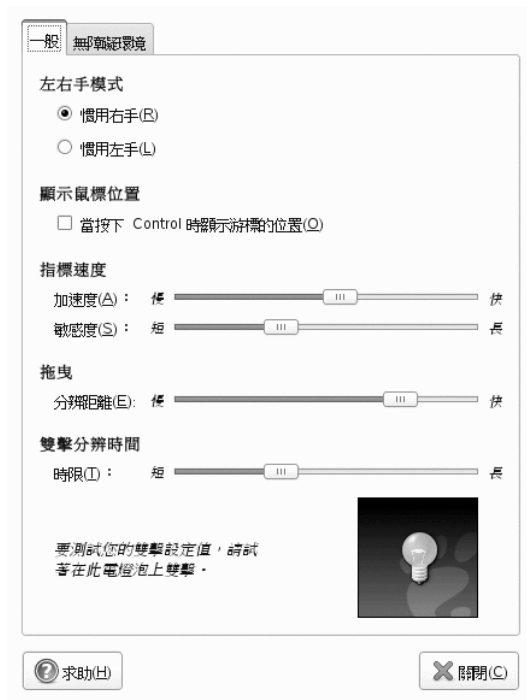 一般 無障礙環境
左右手模式
慣用右手(R)
慣用左手(L)
顯示鼠標位置
當按下 Control 時顯示游標的位置(O)
指標速度
加速度(A): 慢 快
敏感度(S): 短 長
拖曳
分辨距離(E): 慢 快
雙擊分辨時間
時限(T): 短 長
要測試您的雙擊設定值，請試
著在此電燈泡上雙擊。
求助(H) 關閉(C)